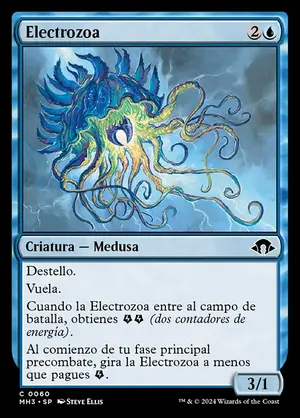 Electrozoa 2
Criatura — Medusa
Destello.
Vuela.
Cuando la Electrozoa entre al campo de
batalla, obtienes (dos contadores de
energía).
Al comienzo de tu fase principal
precombate, gira la Electrozoa a menos
que pagues .
3/1
C 0060
MH3 • SP STEVE ELLIS
™ & © 2024 Wizards of the Coast